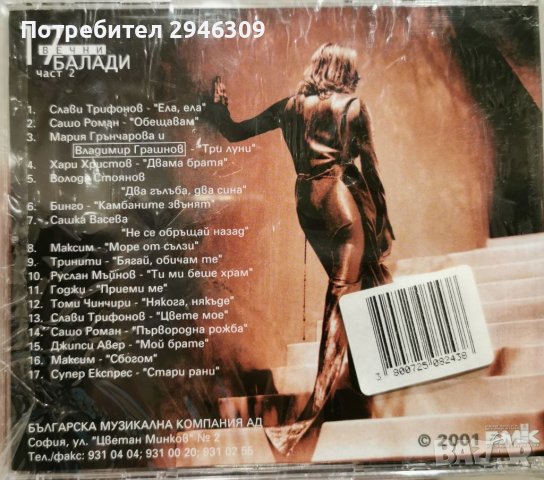 Потребител 2946309
17
ВЕЧНИ
БАЛАДИ
част 2
1. Слави Трифонов - "Ела, ела"
2. Сашо Роман - "Обещавам"
3. Мария Грънчарова и
Владимир Грашнов - "Три луни"
4. Хари Христов - "Двама братя"
5. Володя Стоянов
"Два гълъба, два сина"
6. Бинго - "Камбаните звънят"
7. Сашка Васева
"Не се обръщай назад"
8. Максим - "Море от сълзи"
9. Тринити - "Бягай, обичам те"
10. Руслан Мъйнов - "Ти ми беше храм"
11. Годжи - "Приеми ме"
12. Томи Чинчири - "Някога, някъде"
13. Слави Трифонов - "Цвете мое"
14. Сашо Роман - "Първородна рожба"
15. Джипси Авер - "Мой брате"
16. Максим - "Сбогом"
17. Супер Експрес - "Стари рани"
3 800725 082438
БЪЛГАРСКА МУЗИКАЛНА КОМПАНИЯ АД
София, ул. "Цветан Минков" № 2
Тел./факс: 931 04 04; 931 00 20; 931 02 55
© 2001
BAZAR